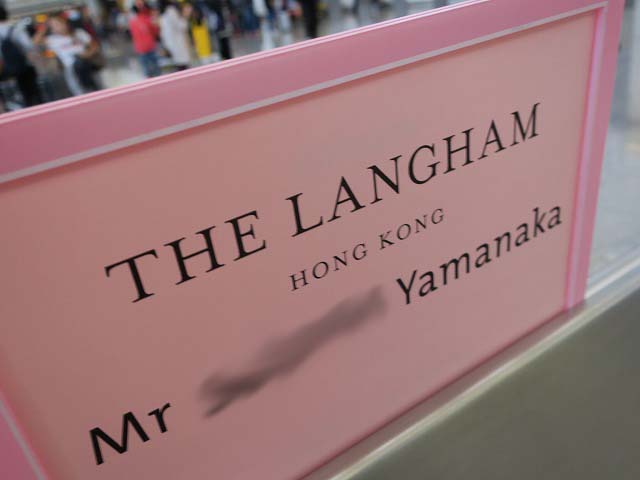 THE LANGHAM
HONG KONG
Mr Yamanaka